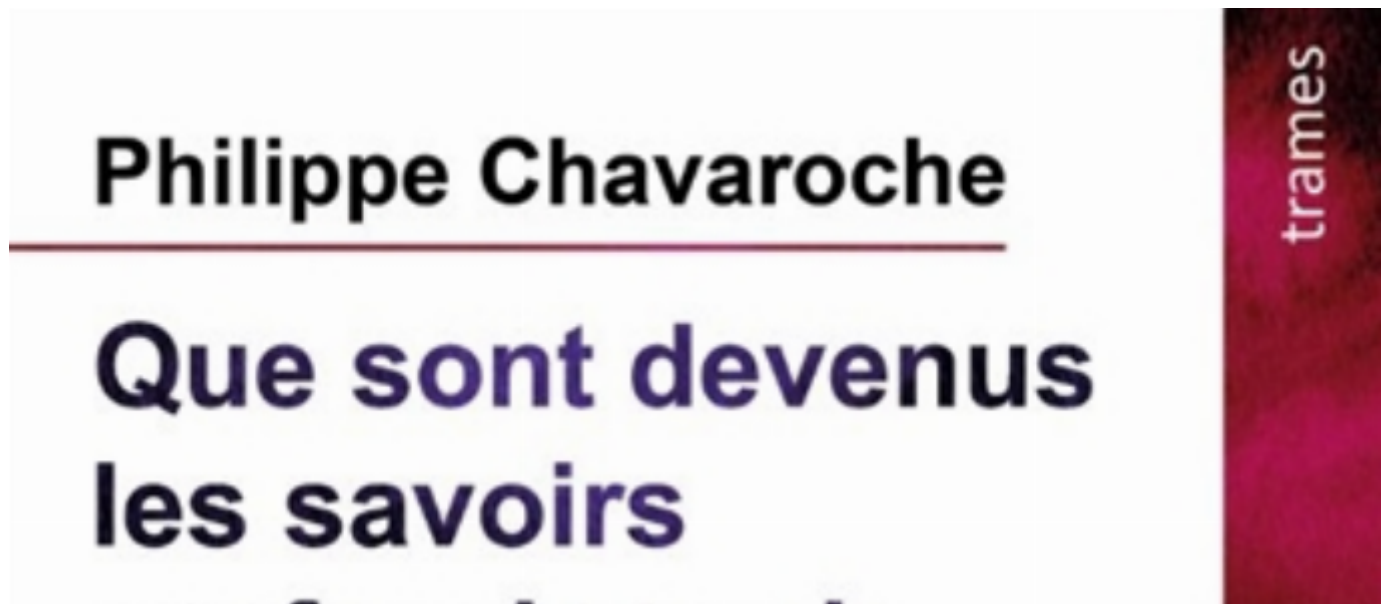 Philippe Chavaroche
trames
Que sont devenus
les savoirs